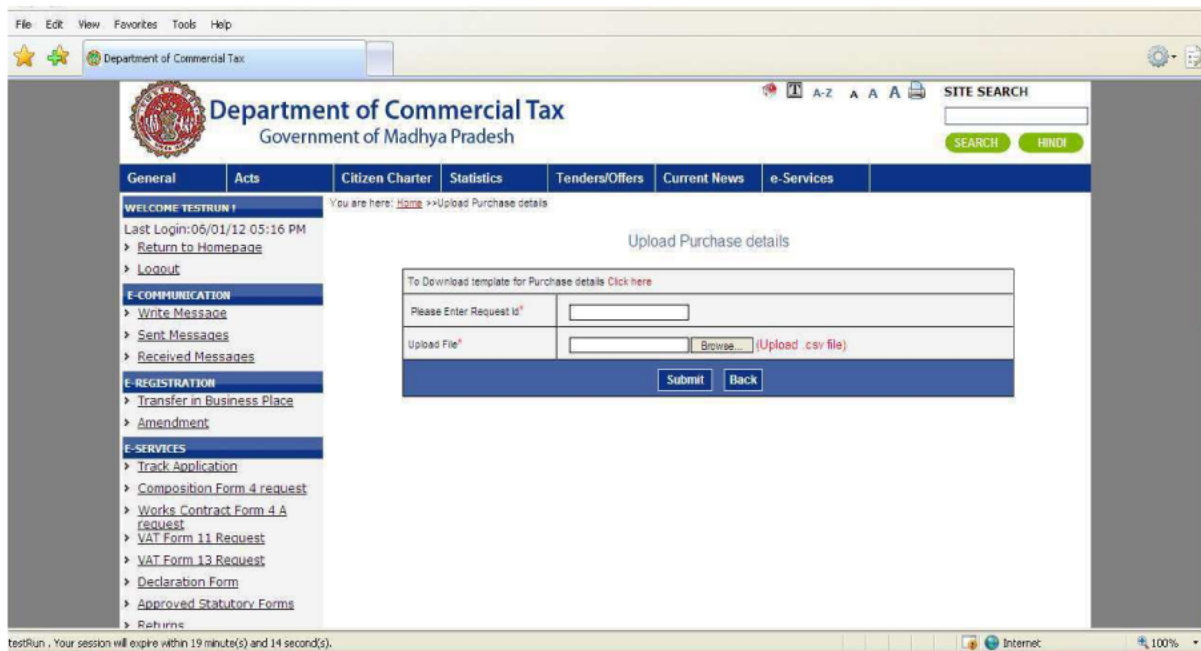 File Edit View Favorites Tools Help
Department of Commercial Tax
Department of Commercial Tax
Government of Madhya Pradesh
T A-Z A A A
SITE SEARCH
SEARCH HINDI
General Acts Citizen Charter Statistics Tenders/Offers Current News e-Services
WELCOME TESTRUN !
Last Login:06/01/12 05:16 PM
Return to Homepage
Logout
E-COMMUNICATION
Write Message
Sent Messages
Received Messages
E-REGISTRATION
Transfer in Business Place
Amendment
E-SERVICES
Track Application
Composition Form 4 request
Works Contract Form 4 A
request
VAT Form 11 Request
VAT Form 13 Request
Declaration Form
Approved Statutory Forms
Returns
You are here: Home >>Upload Purchase details
Upload Purchase details
To Download template for Purchase details Click here
Please Enter Request Id*
Upload File* Browse... (Upload .csv file)
Submit Back
testRun , Your session will expire within 19 minute(s) and 14 second(s).
Internet 100%